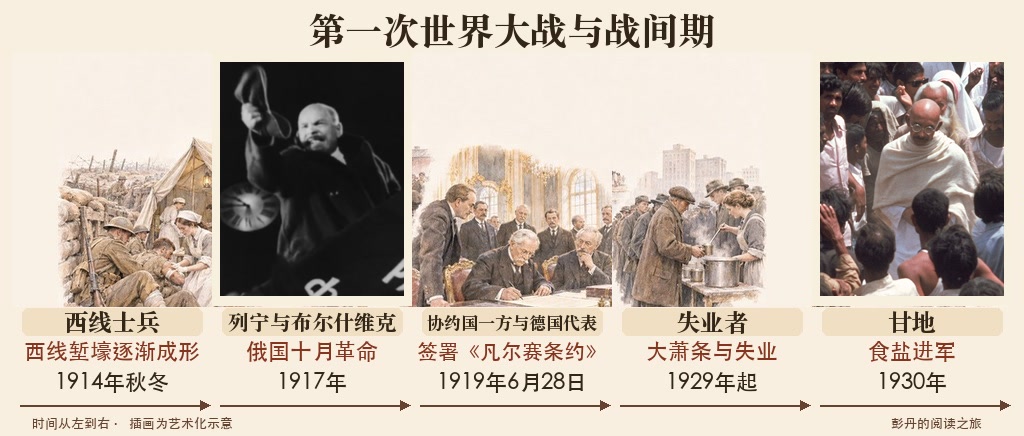 第一次世界大战与战间期
西线士兵
西线堑壕逐渐成形
1914年秋冬
列宁与布尔什维克
俄国十月革命
1917年
协约国一方与德国代表
签署《凡尔赛条约》
1919年6月28日
失业者
大萧条与失业
1929年起
甘地
食盐进军
1930年
时间从左到右· 插画为艺术化示意
彭丹的阅读之旅